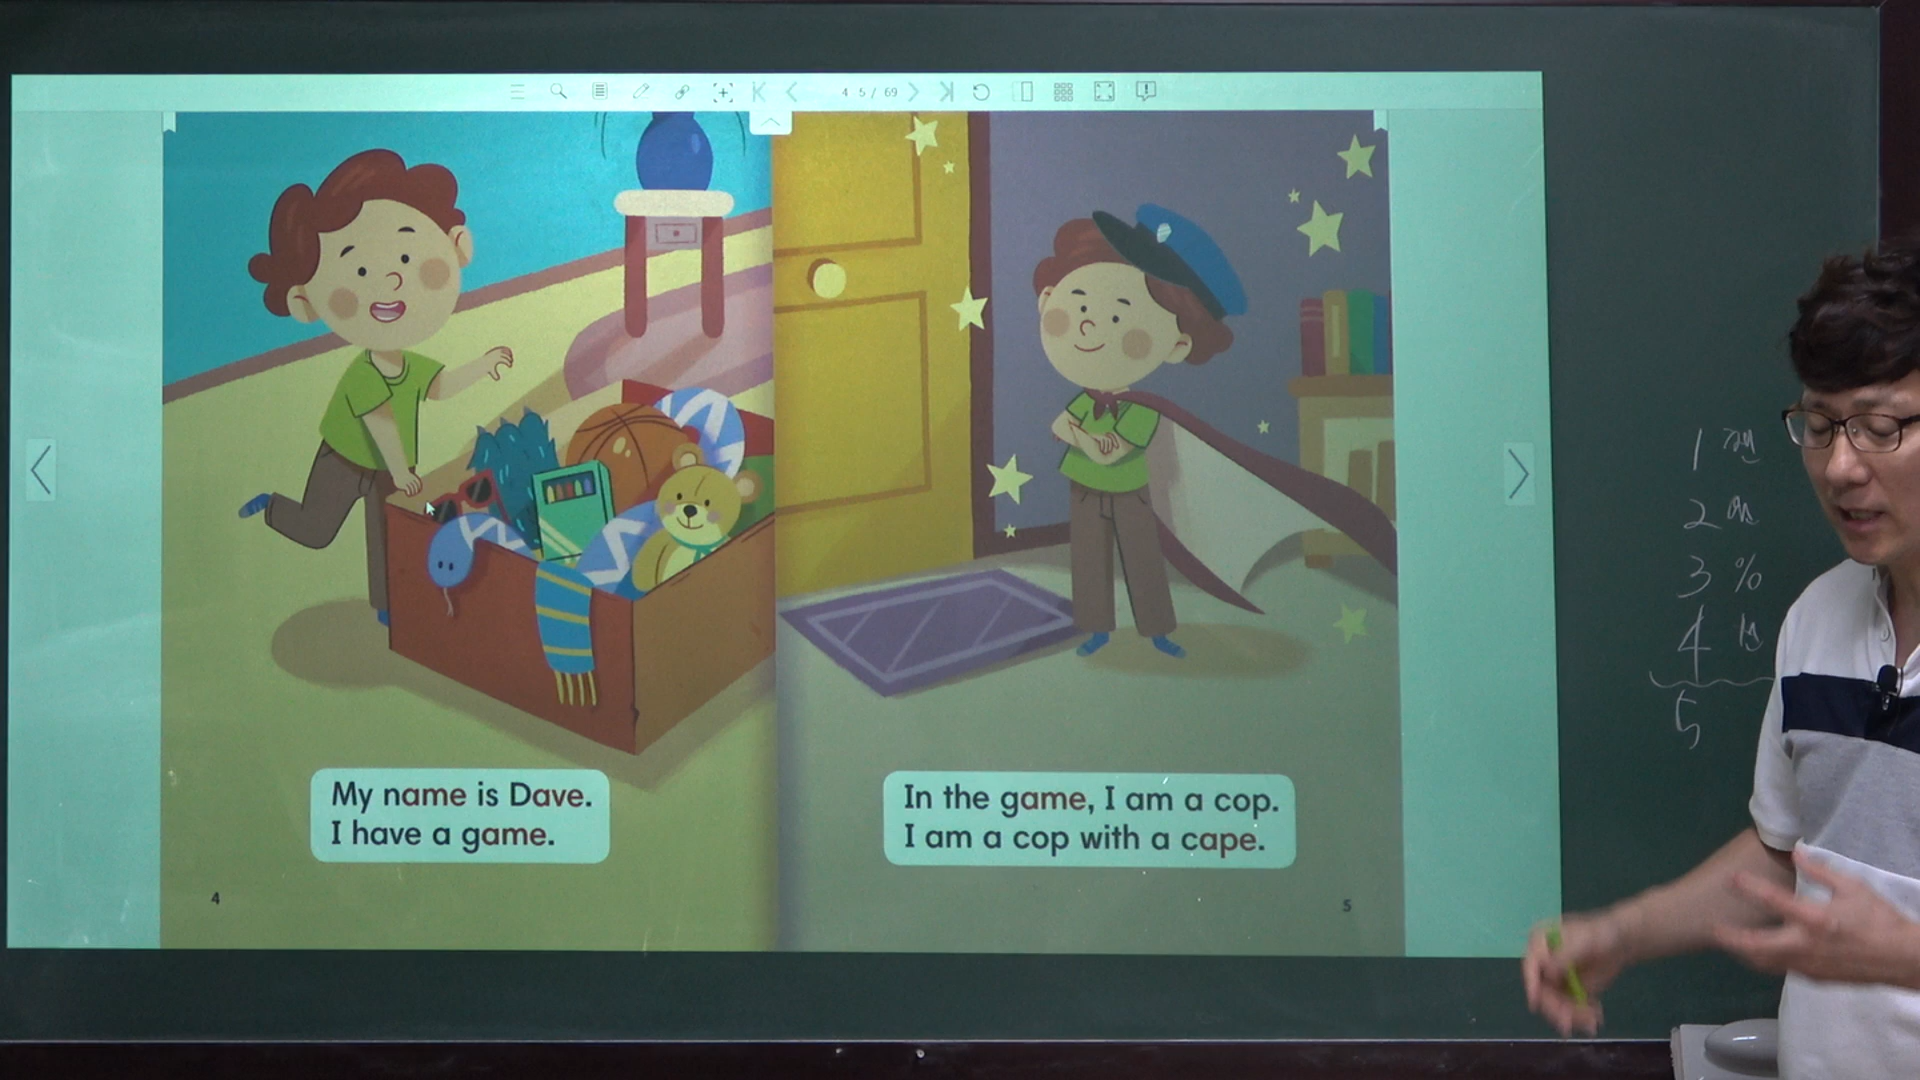 4 5 / 69
My name is Dave.
I have a game.
4
In the game, I am a cop.
I am a cop with a cape.
5
1
2
3 %
4
5